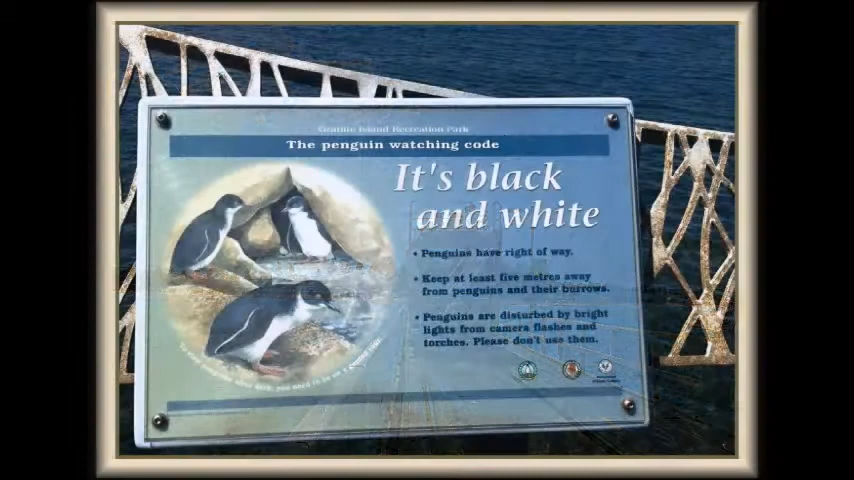 Granite Island Recreation Park
The penguin watching code
It's black
and white
• Penguins have right of way.
• Keep at least five metres away
from penguins and their burrows.
• Penguins are disturbed by bright
lights from camera flashes and
torches. Please don't use them.